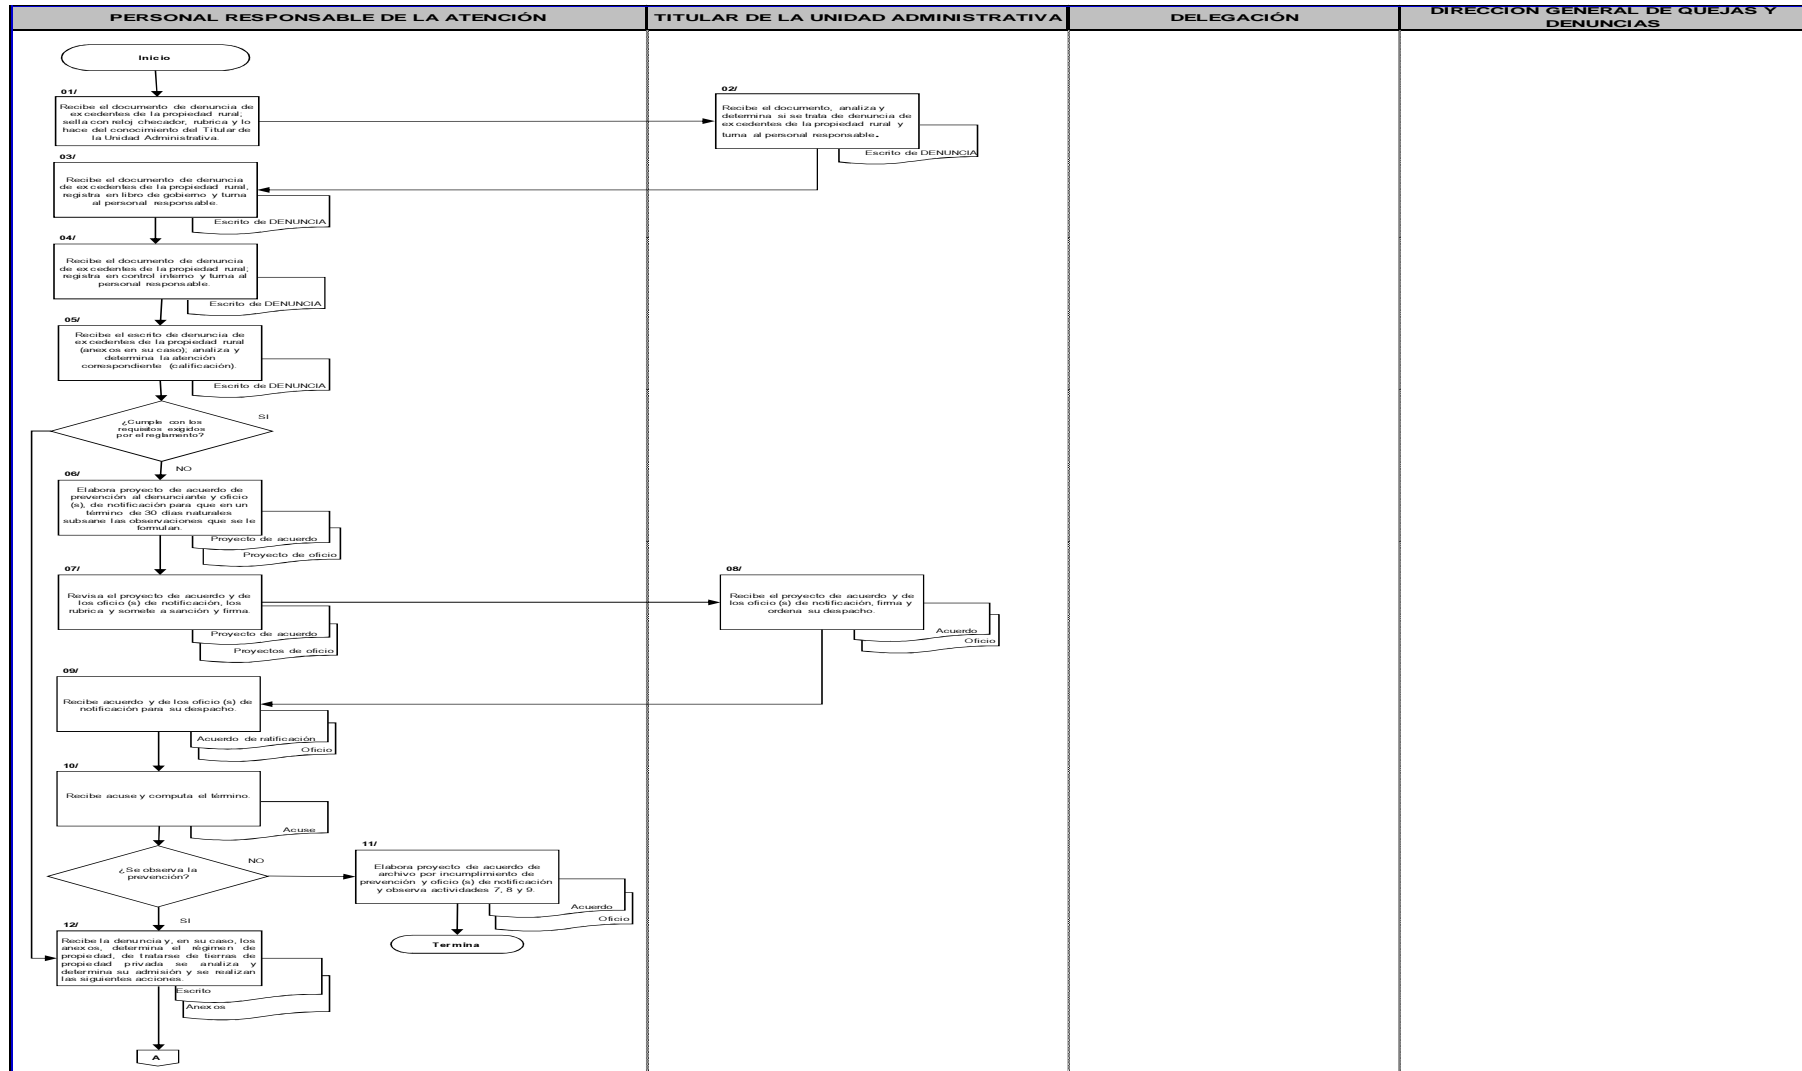 PERSONAL RESPONSABLE DE LA ATENCIÓN
TITULAR DE LA UNIDAD ADMINISTRATIVA
DELEGACIÓN
DIRECCION GENERAL DE QUEJAS Y
DENUNCIAS
Inicio
01/
Recibe el documento de denuncia de
excedentes de la propiedad rural;
sella con reloj checador, rubrica y lo
hace del conocimiento del Titular de
la Unidad Administrativa.
02/
Recibe el documento, analiza y
determina si se trata de denuncia de
excedentes de la propiedad rural y
turna al personal responsable.
Escrito de DENUNCIA
03/
Recibe el documento de denuncia
de excedentes de la propiedad rural,
registra en libro de gobierno y turna
al personal responsable.
Escrito de DENUNCIA
04/
Recibe el documento de denuncia
de excedentes de la propiedad rural;
registra en control interno y turna al
personal responsable.
Escrito de DENUNCIA
05/
Recibe el escrito de denuncia de
excedentes de la propiedad rural
(anexos en su caso); analiza y
determina la atención
correspondiente (calificación).
Escrito de DENUNCIA
¿Cumple con los
requisitos exigidos
por el reglamento?
SI
NO
06/
Elabora proyecto de acuerdo de
prevención al denunciante y oficio
(s), de notificación para que en un
término de 30 días naturales
subsane las observaciones que se le
formulan.
Proyecto de acuerdo
Proyecto de oficio
07/
Revisa el proyecto de acuerdo y de
los oficio (s) de notificación, los
rubrica y somete a sanción y firma.
Proyecto de acuerdo
Proyectos de oficio
08/
Recibe el proyecto de acuerdo y de
los oficio (s) de notificación, firma y
ordena su despacho.
Acuerdo
Oficio
09/
Recibe acuerdo y de los oficio (s) de
notificación para su despacho.
Acuerdo de ratificación
Oficio
10/
Recibe acuse y computa el término.
Acuse
¿Se observa la
prevención?
NO
SI
11/
Elabora proyecto de acuerdo de
archivo por incumplimiento de
prevención y oficio (s) de notificación
y observa actividades 7, 8 y 9.
Acuerdo
Oficio
Termina
12/
Recibe la denuncia y, en su caso, los
anexos, determina el régimen de
propiedad, de tratarse de tierras de
propiedad privada se analiza y
determina su admisión y se realizan
las siguientes acciones.
Escrito
Anexos
A